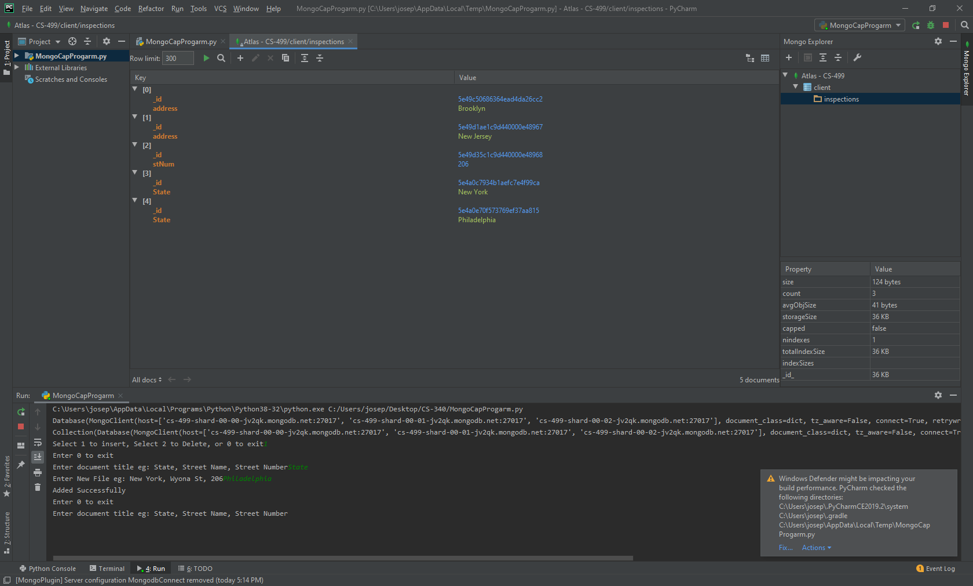 File Edit View Navigate Code Refactor Run Tools VCS Window Help MongoCapProgarm.py [C:\Users\josep\AppData\Local\Temp\MongoCapProgarm.py] - Atlas - CS-499/client/inspections - PyCharm
Atlas - CS-499/client/inspections
MongoCapProgarm
1: Project
Project
MongoCapProgarm.py
External Libraries
Scratches and Consoles
MongoCapProgarm.py
Atlas - CS-499/client/inspections
Row limit: 300
Key Value
[0]
_id 5e49c50686364ead4da26cc2
address Brooklyn
[1]
_id 5e49d1ae1c9d440000e48967
address New Jersey
[2]
_id 5e49d35c1c9d440000e48968
stNum 206
[3]
_id 5e4a0c7934b1aefc7e4f99ca
State New York
[4]
_id 5e4a0e70f573769ef37aa815
State Philadelphia
All docs
5 documents
Mongo Explorer
Atlas - CS-499
client
inspections
Mongo Explorer
Property Value
size 124 bytes
count 3
avgObjSize 41 bytes
storageSize 36 KB
capped false
nindexes 1
totalIndexSize 36 KB
indexSizes
_id_ 36 KB
Run: MongoCapProgarm
C:\Users\josep\AppData\Local\Programs\Python\Python38-32\python.exe C:/Users/josep/Desktop/CS-340/MongoCapProgarm.py
Database(MongoClient(host=['cs-499-shard-00-00-jv2qk.mongodb.net:27017', 'cs-499-shard-00-01-jv2qk.mongodb.net:27017', 'cs-499-shard-00-02-jv2qk.mongodb.net:27017'], document_class=dict, tz_aware=False, connect=True, retrywr
Collection(Database(MongoClient(host=['cs-499-shard-00-00-jv2qk.mongodb.net:27017', 'cs-499-shard-00-01-jv2qk.mongodb.net:27017', 'cs-499-shard-00-02-jv2qk.mongodb.net:27017'], document_class=dict, tz_aware=False, connect=Tr
Select 1 to insert, Select 2 to Delete, or 0 to exit
Enter 0 to exit
Enter document title eg: State, Street Name, Street NumberState
Enter New File eg: New York, Wyona St, 206Philadelphia
Added Successfully
Enter 0 to exit
Enter document title eg: State, Street Name, Street Number
2: Favorites
7: Structure
Windows Defender might be impacting your
build performance. PyCharm checked the
following directories:
C:\Users\josep\.PyCharmCE2019.2\system
C:\Users\josep\.gradle
C:\Users\josep\AppData\Local\Temp\MongoCap
Progarm.py
Fix... Actions
Python Console Terminal 4: Run 6: TODO
1 Event Log
[MongoPlugin] Server configuration MongodbConnect removed (today 5:14 PM)